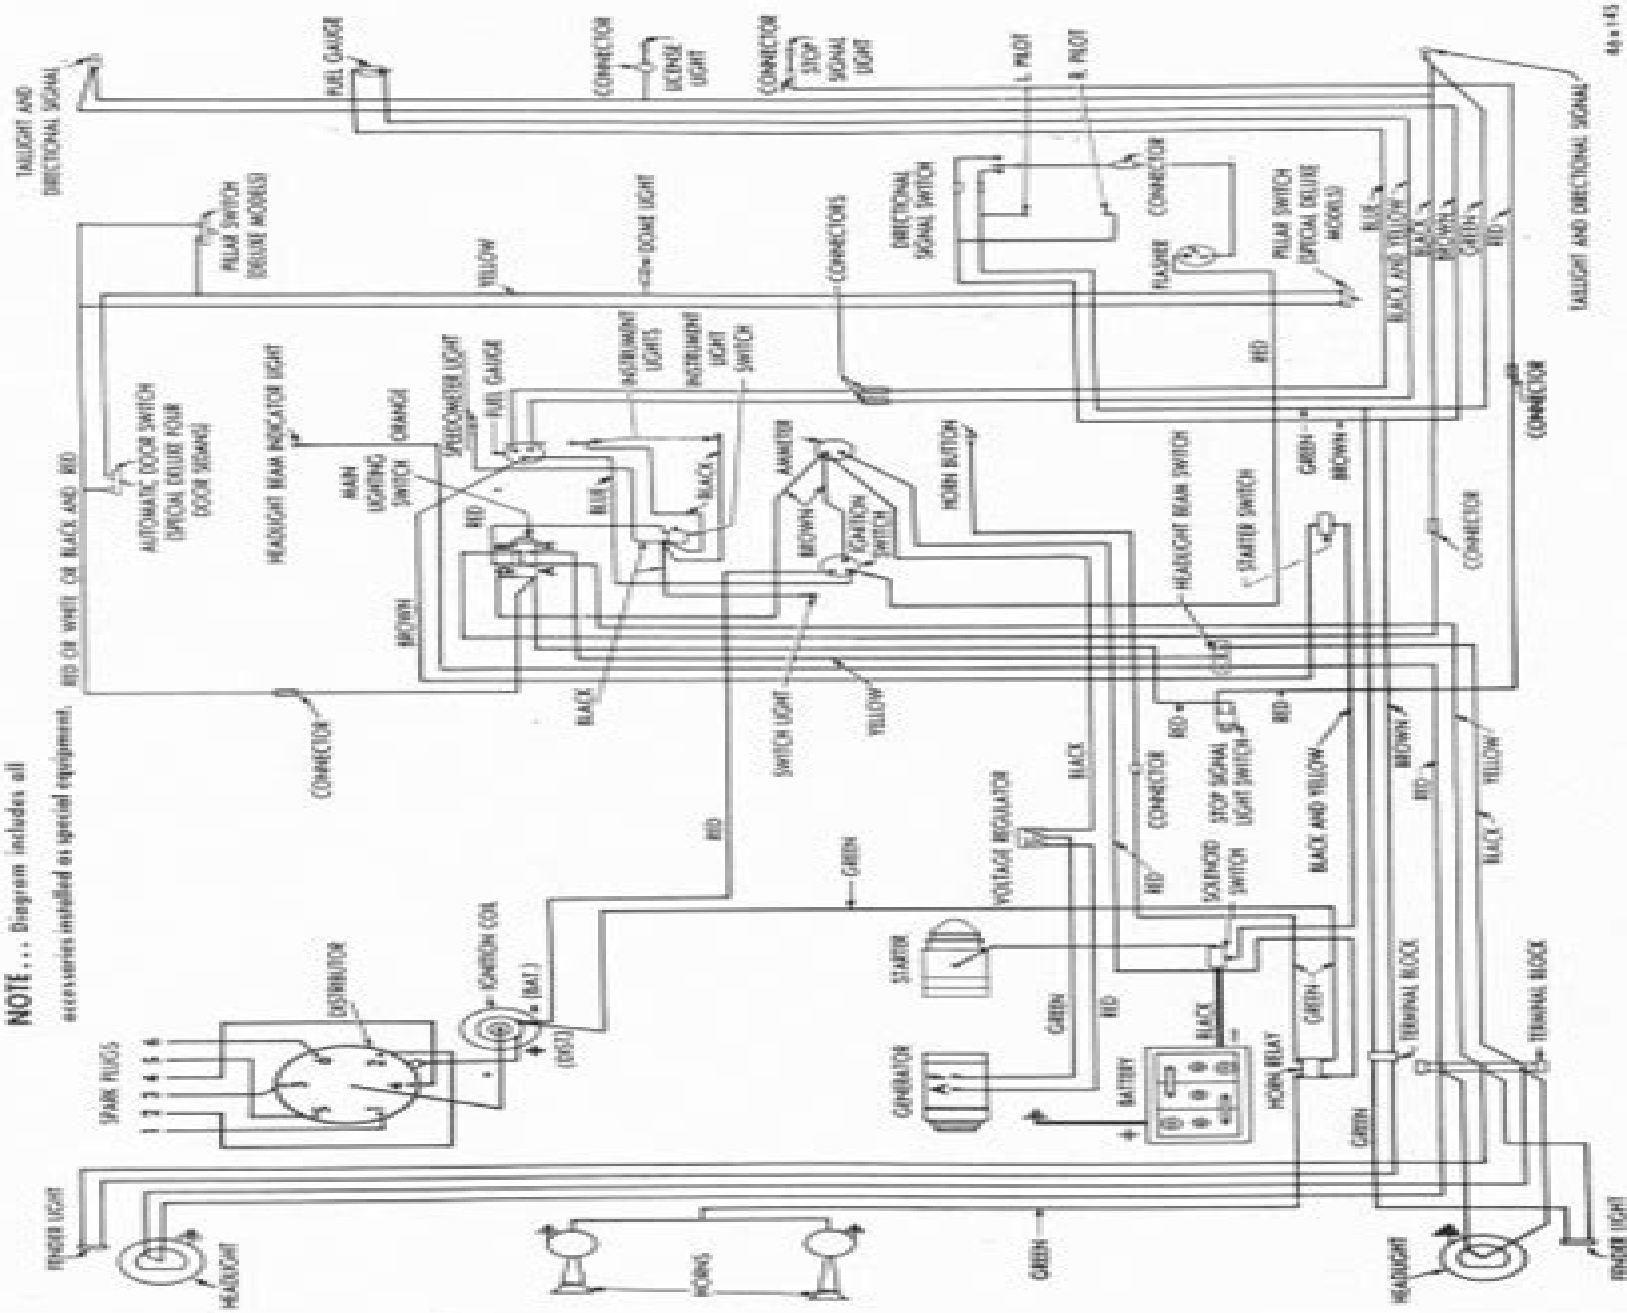 NOTE... Diagram includes all
accessories installed as special equipment.
FENDER LIGHT
HEADLIGHT
SPARK PLUGS
1 2 3 4 5 6
DISTRIBUTOR
IGNITION COIL
(BAT.)
(DIST.)
HORNS
GREEN
HEADLIGHT
FENDER LIGHT
CONNECTOR
RED OR WHITE OR BLACK AND RED
AUTOMATIC DOOR SWITCH
(SPECIAL DELUXE FOUR
DOOR SEDANS)
PILLAR SWITCH
(DELUXE MODELS)
TAILLIGHT AND
DIRECTIONAL SIGNAL
FUEL GAUGE
CONNECTOR
LICENSE
LIGHT
CONNECTOR
STOP
SIGNAL
LIGHT
L. PILOT
R. PILOT
HEADLIGHT BEAM INDICATOR LIGHT
MAIN
LIGHTING
SWITCH
ORANGE
SPEEDOMETER LIGHT
FUEL GAUGE
YELLOW
DOME LIGHT
INSTRUMENT
LIGHTS
INSTRUMENT
LIGHT
SWITCH
CONNECTORS
DIRECTIONAL
SIGNAL SWITCH
FLASHER
CONNECTOR
PILLAR SWITCH
(SPECIAL DELUXE
MODELS)
BLUE
BLACK AND YELLOW
BLACK
BROWN
GREEN
RED
TAILLIGHT AND DIRECTIONAL SIGNAL
BROWN
RED
BLUE
BLACK
AMMETER
BROWN
IGNITION
SWITCH
HORN BUTTON
RED
GREEN
BROWN
CONNECTOR
CONNECTOR
HEADLIGHT BEAM SWITCH
STARTER SWITCH
BLACK
SWITCH LIGHT
YELLOW
RED
GREEN
VOLTAGE REGULATOR
BLACK
CONNECTOR
RED
RED
RED
STOP SIGNAL
LIGHT SWITCH
SOLENOID
SWITCH
BLACK AND YELLOW
BROWN
RED
YELLOW
BLACK
STARTER
GENERATOR
A
GREEN
RED
BATTERY
BLACK
HORN RELAY
GREEN
GREEN
TERMINAL BLOCK
TERMINAL BLOCK